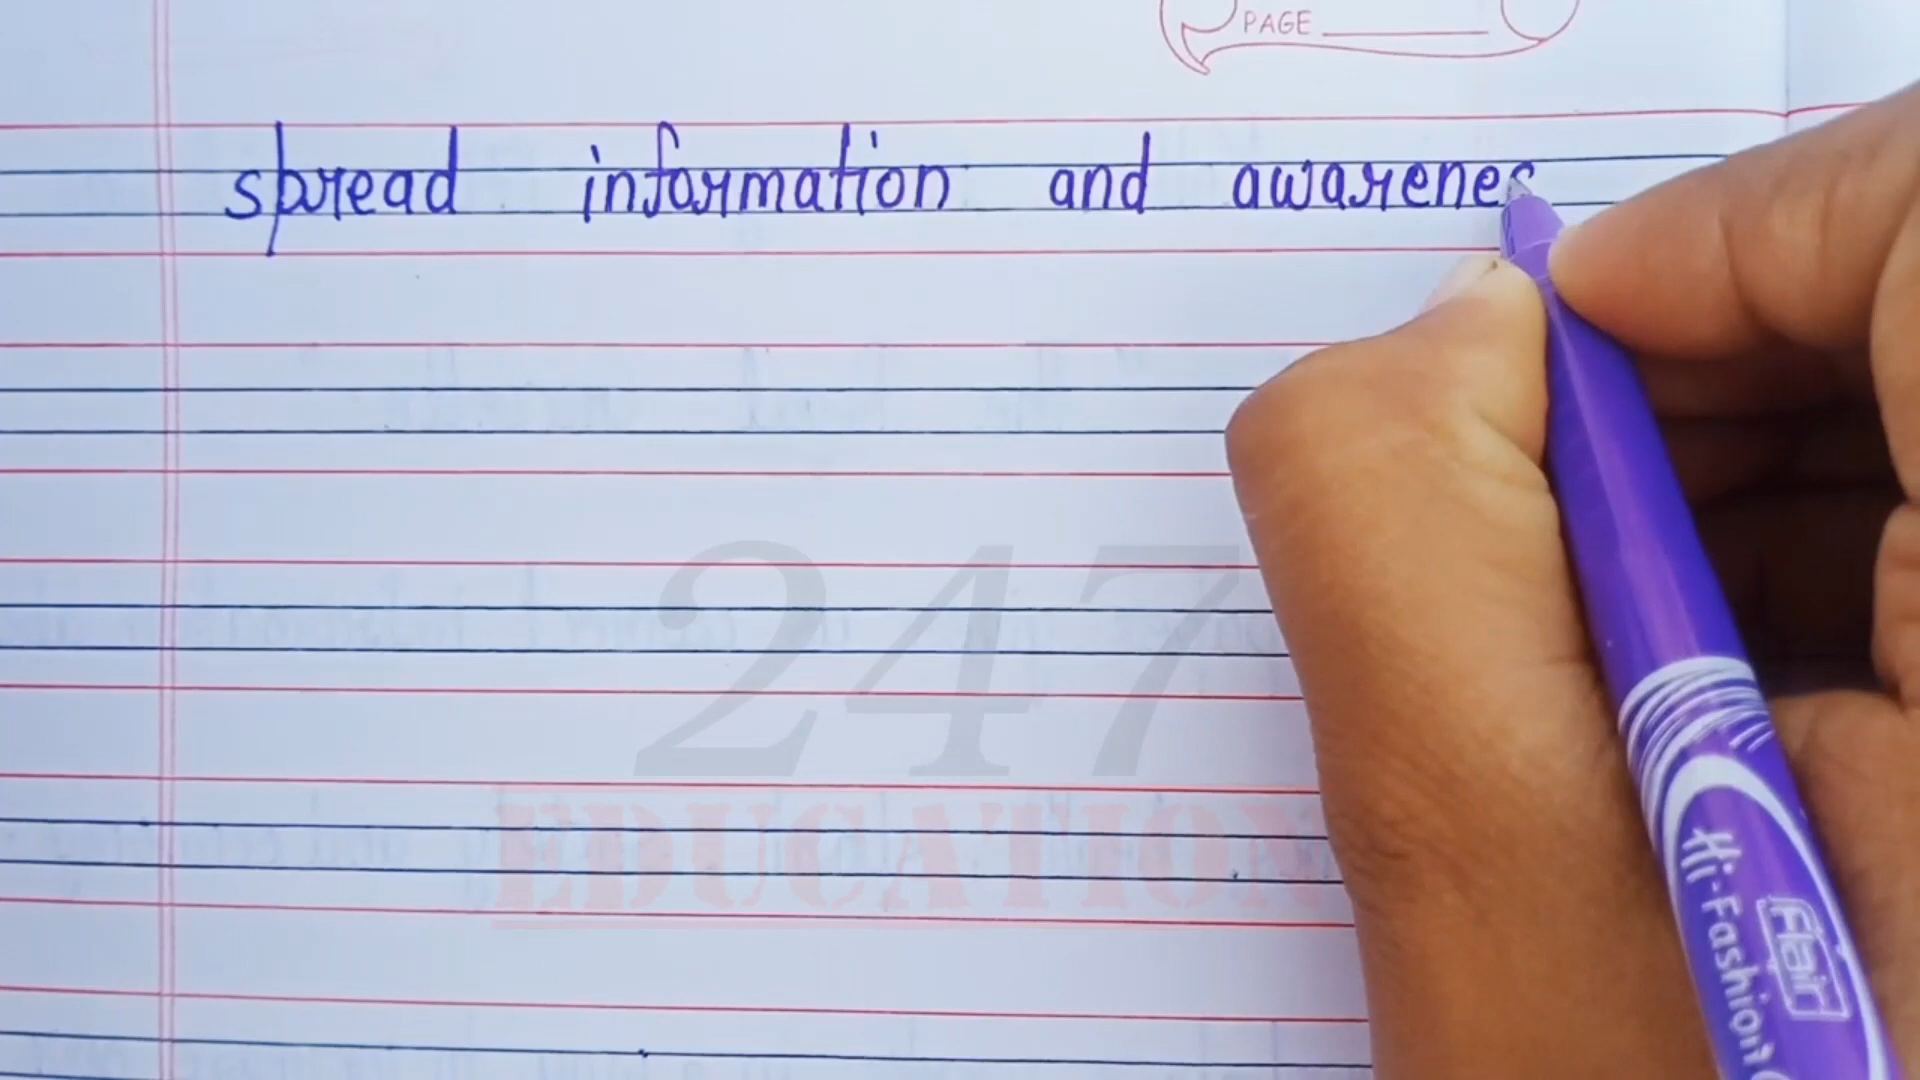 PAGE
spread information and awarenes
247
EDUCATION
Hi-Fashion
Flair